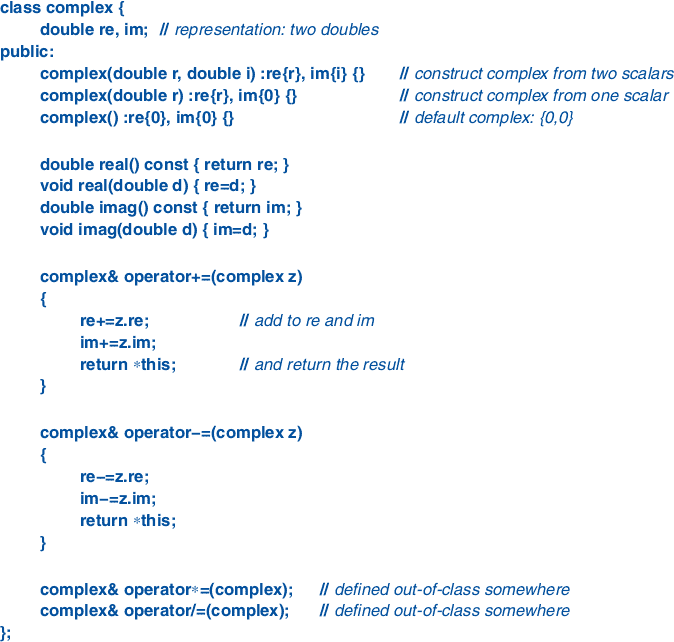 class complex {
double re, im; // representation: two doubles
public:
complex(double r, double i) :re{r}, im{i} {} // construct complex from two scalars
complex(double r) :re{r}, im{0} {} // construct complex from one scalar
complex() :re{0}, im{0} {} // default complex: {0,0}
double real() const { return re; }
void real(double d) { re=d; }
double imag() const { return im; }
void imag(double d) { im=d; }
complex& operator+=(complex z)
{
re+=z.re; // add to re and im
im+=z.im;
return ∗this; // and return the result
}
complex& operator−=(complex z)
{
re−=z.re;
im−=z.im;
return ∗this;
}
complex& operator∗=(complex); // defined out-of-class somewhere
complex& operator/=(complex); // defined out-of-class somewhere
};